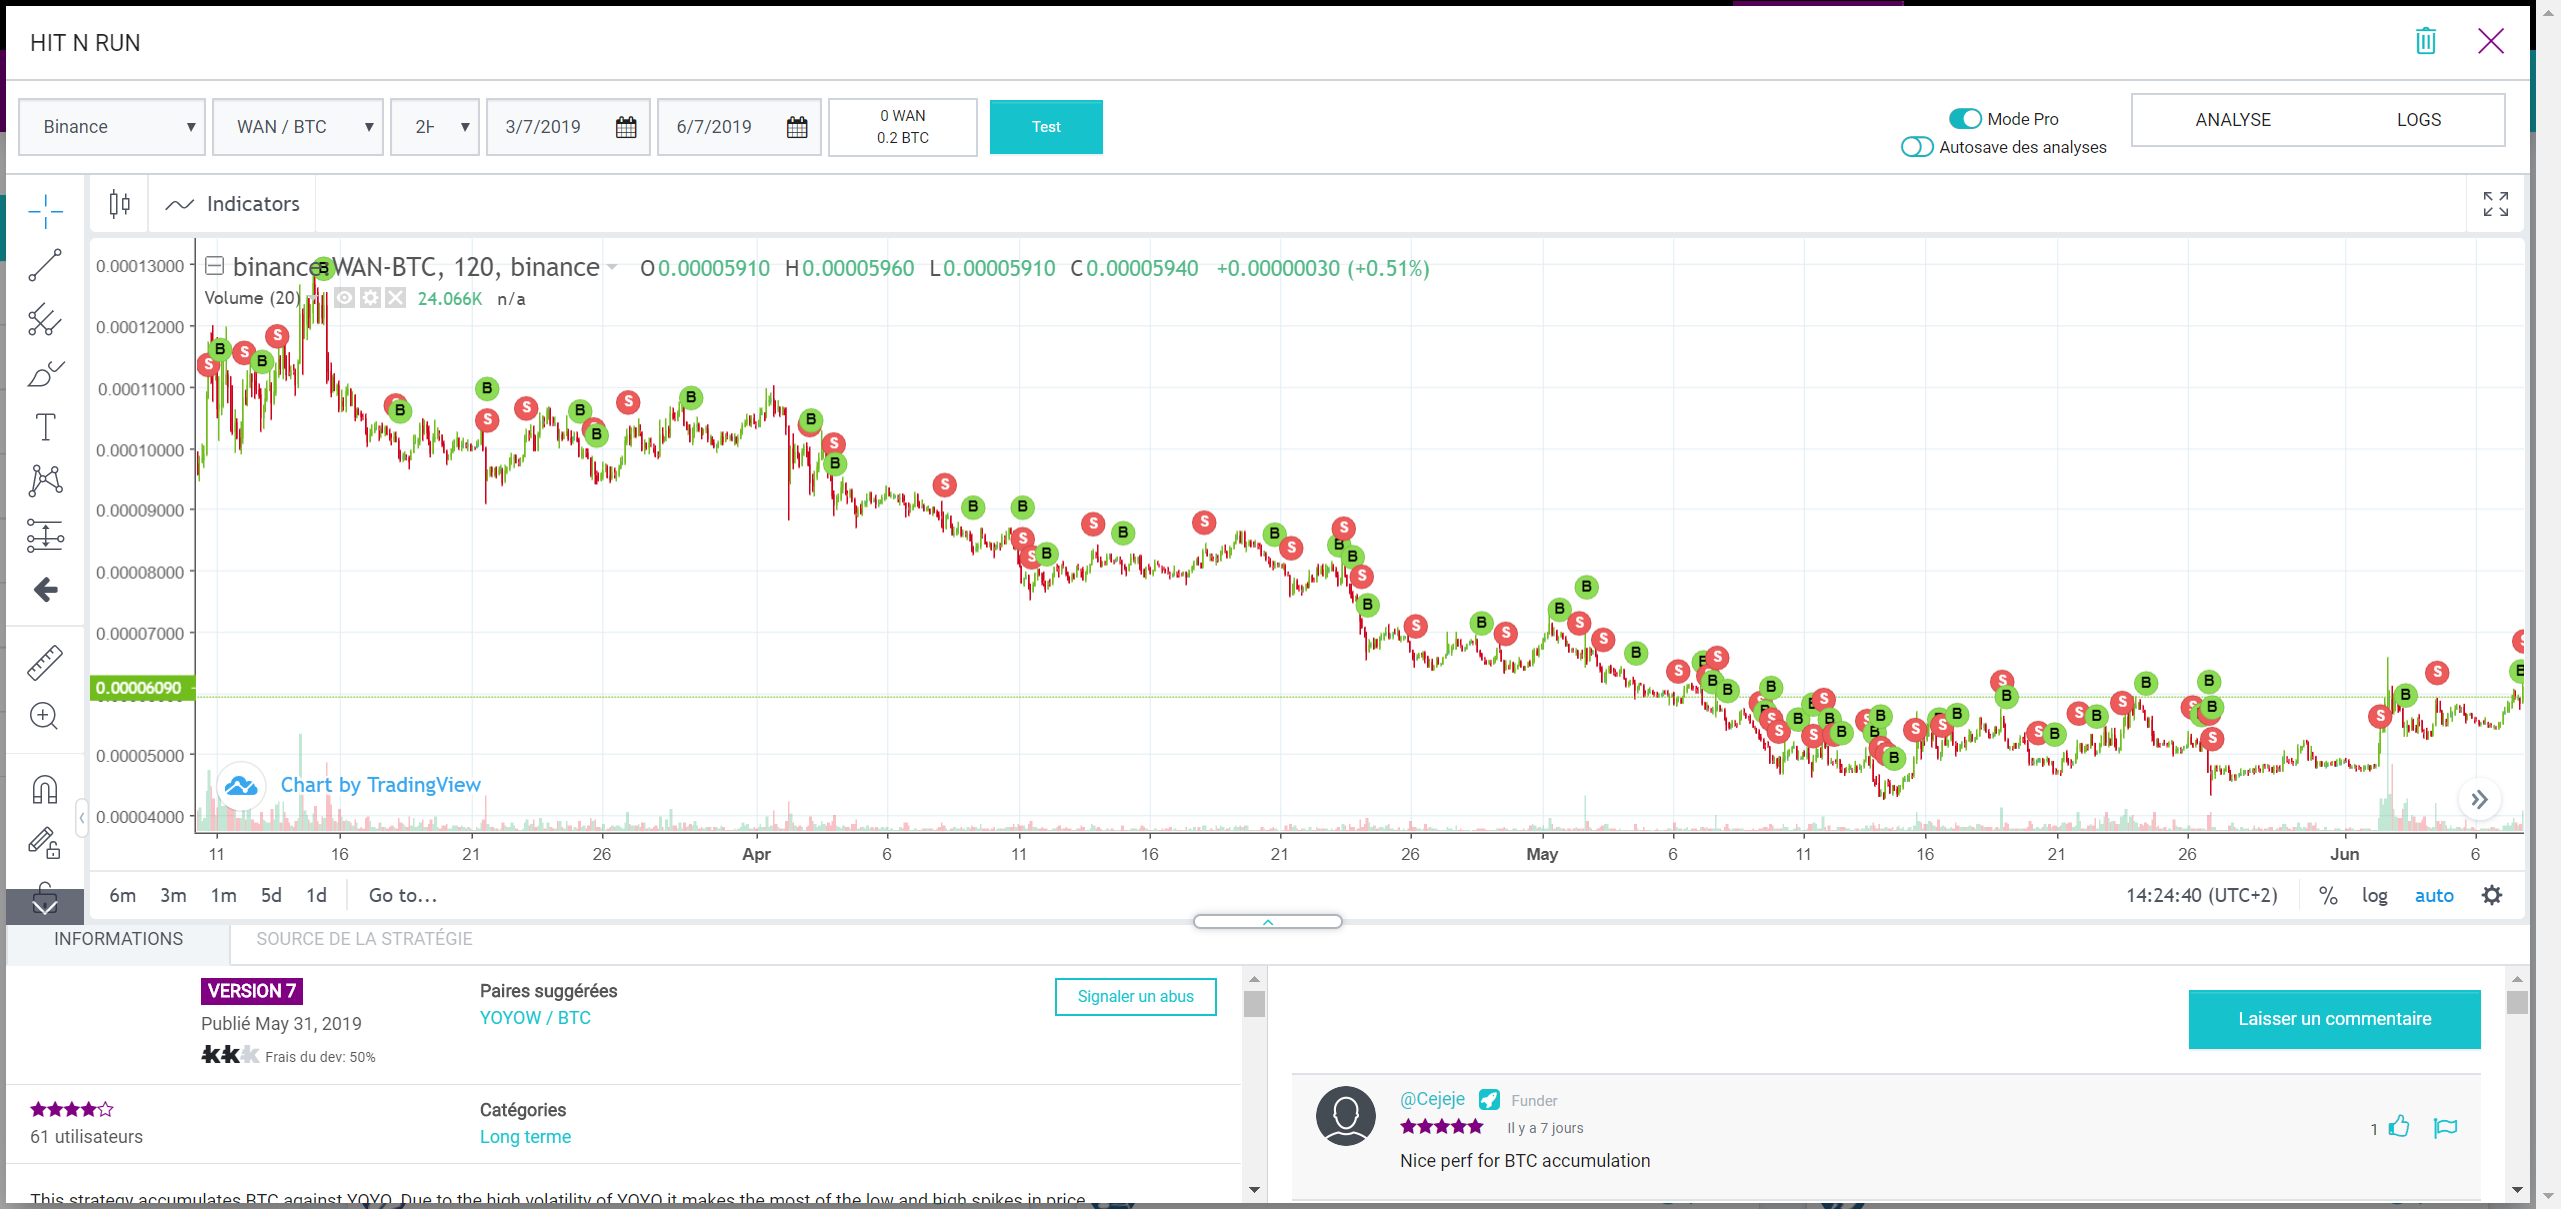 HIT N RUN
Binance
WAN / BTC
2H
3/7/2019
6/7/2019
0 WAN
0.2 BTC
Test
Mode Pro
Autosave des analyses
ANALYSE
LOGS
Indicators
binance:WAN-BTC, 120, binance
O0.00005910 H0.00005960 L0.00005910 C0.00005940 +0.00000030 (+0.51%)
Volume (20)
24.066K n/a
0.00013000
0.00012000
0.00011000
0.00010000
0.00009000
0.00008000
0.00007000
0.00006090
0.00005000
0.00004000
Chart by TradingView
11 16 21 26 Apr 6 11 16 21 26 May 6 11 16 21 26 Jun 6
6m 3m 1m 5d 1d Go to...
14:24:40 (UTC+2) % log auto
INFORMATIONS
SOURCE DE LA STRATÉGIE
VERSION 7
Publié May 31, 2019
Frais du dev: 50%
Paires suggérées
YOYOW / BTC
Signaler un abus
61 utilisateurs
Catégories
Long terme
This strategy accumulates BTC against YOYO. Due to the high volatility of YOYO it makes the most of the low and high spikes in price
Laisser un commentaire
@Cejeje Funder
Il y a 7 jours
1
Nice perf for BTC accumulation